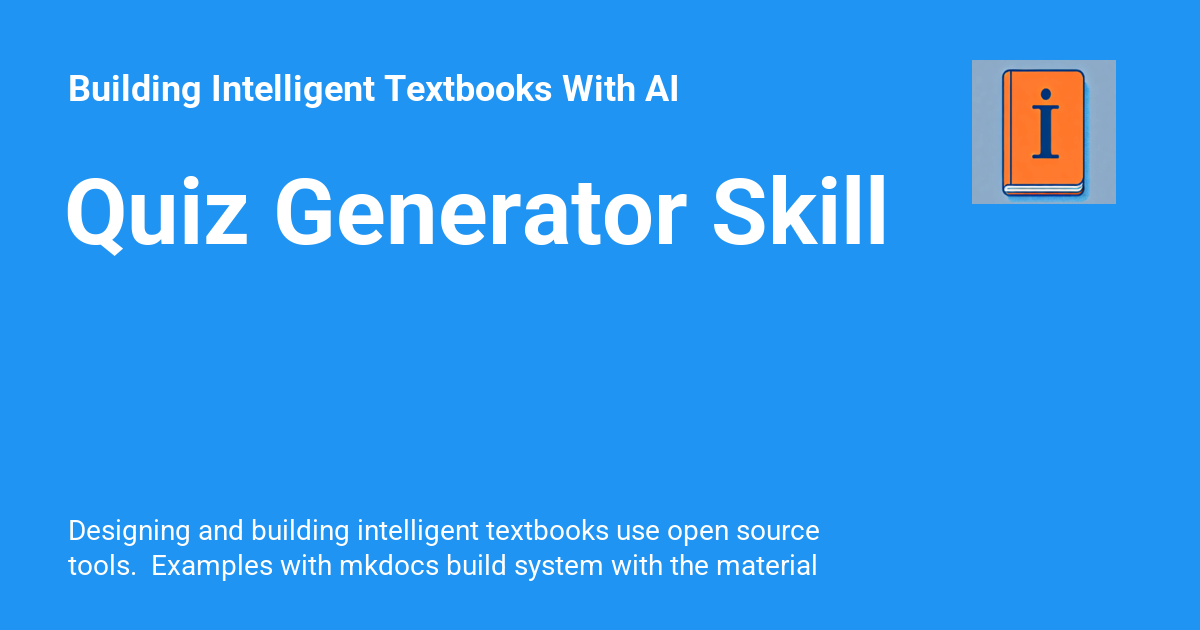 Building Intelligent Textbooks With AI
i
Quiz Generator Skill
Designing and building intelligent textbooks use open source
tools.  Examples with mkdocs build system with the material